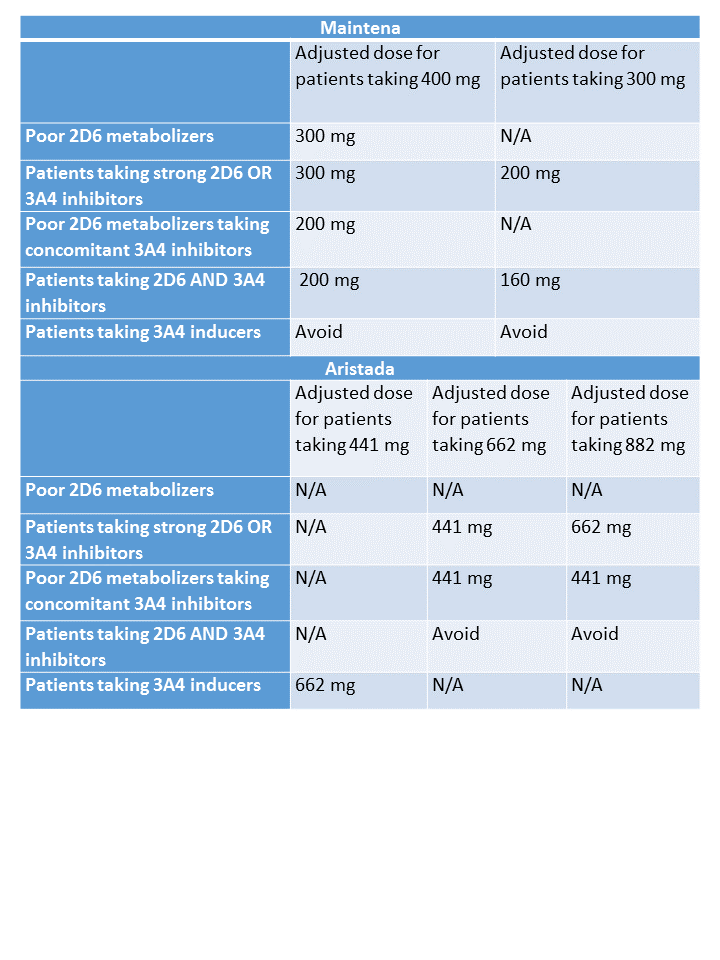 Maintena
Adjusted dose for
patients taking 400 mg
Adjusted dose for
patients taking 300 mg
Poor 2D6 metabolizers
300 mg
N/A
Patients taking strong 2D6 OR
3A4 inhibitors
300 mg
200 mg
Poor 2D6 metabolizers taking
concomitant 3A4 inhibitors
200 mg
N/A
Patients taking 2D6 AND 3A4
inhibitors
200 mg
160 mg
Patients taking 3A4 inducers
Avoid
Avoid
Aristada
Adjusted dose
for patients
taking 441 mg
Adjusted dose
for patients
taking 662 mg
Adjusted dose
for patients
taking 882 mg
Poor 2D6 metabolizers
N/A
N/A
N/A
Patients taking strong 2D6 OR
3A4 inhibitors
N/A
441 mg
662 mg
Poor 2D6 metabolizers taking
concomitant 3A4 inhibitors
N/A
441 mg
441 mg
Patients taking 2D6 AND 3A4
inhibitors
N/A
Avoid
Avoid
Patients taking 3A4 inducers
662 mg
N/A
N/A